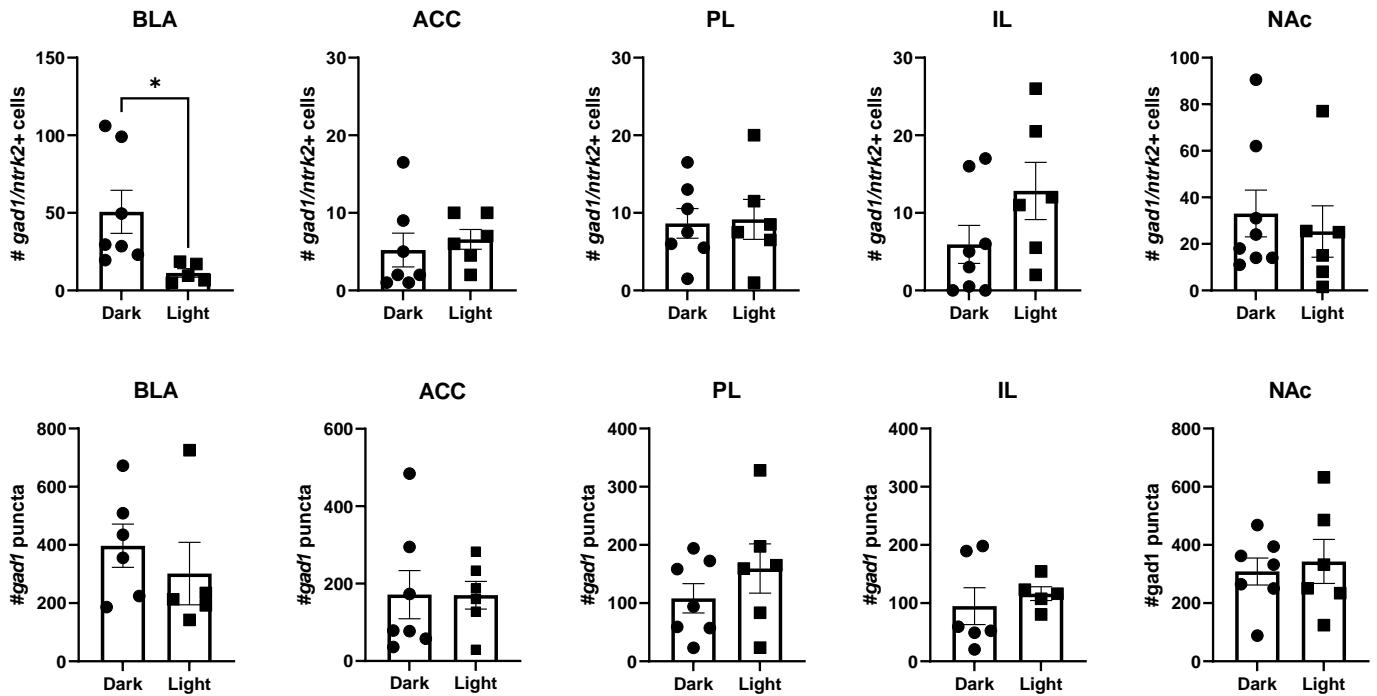 BLA
ACC
PL
IL
NAc
# gad1/ntrk2+ cells
150
100
50
0
*
Dark Light
# gad1/ntrk2+ cells
30
20
10
0
Dark Light
# gad1/ntrk2+ cells
30
20
10
0
Dark Light
# gad1/ntrk2+ cells
30
20
10
0
Dark Light
# gad1/ntrk2+ cells
100
80
60
40
20
0
Dark Light
BLA
ACC
PL
IL
NAc
#gad1 puncta
800
600
400
200
0
Dark Light
#gad1 puncta
600
400
200
0
Dark Light
#gad1 puncta
400
300
200
100
0
Dark Light
#gad1 puncta
400
300
200
100
0
Dark Light
#gad1 puncta
800
600
400
200
0
Dark Light